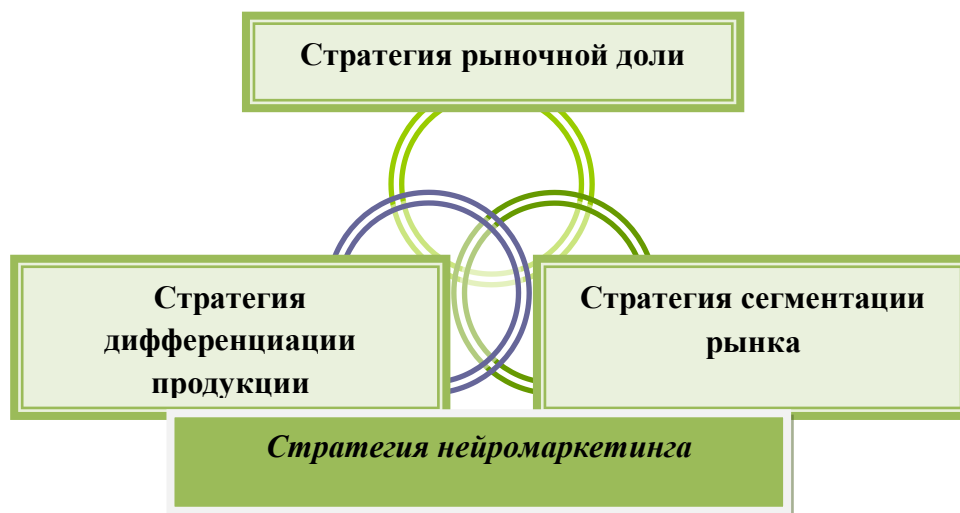 Стратегия рыночной доли
Стратегия
дифференциации
продукции
Стратегия сегментации
рынка
Стратегия нейромаркетинга